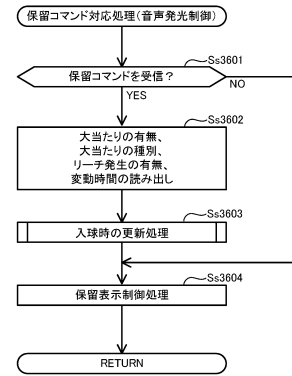 保留コマンド対応処理(音声発光制御)
Ss3601
保留コマンドを受信？
NO
YES
Ss3602
大当たりの有無、
大当たりの種別、
リーチ発生の有無、
変動時間の読み出し
Ss3603
入球時の更新処理
Ss3604
保留表示制御処理
RETURN